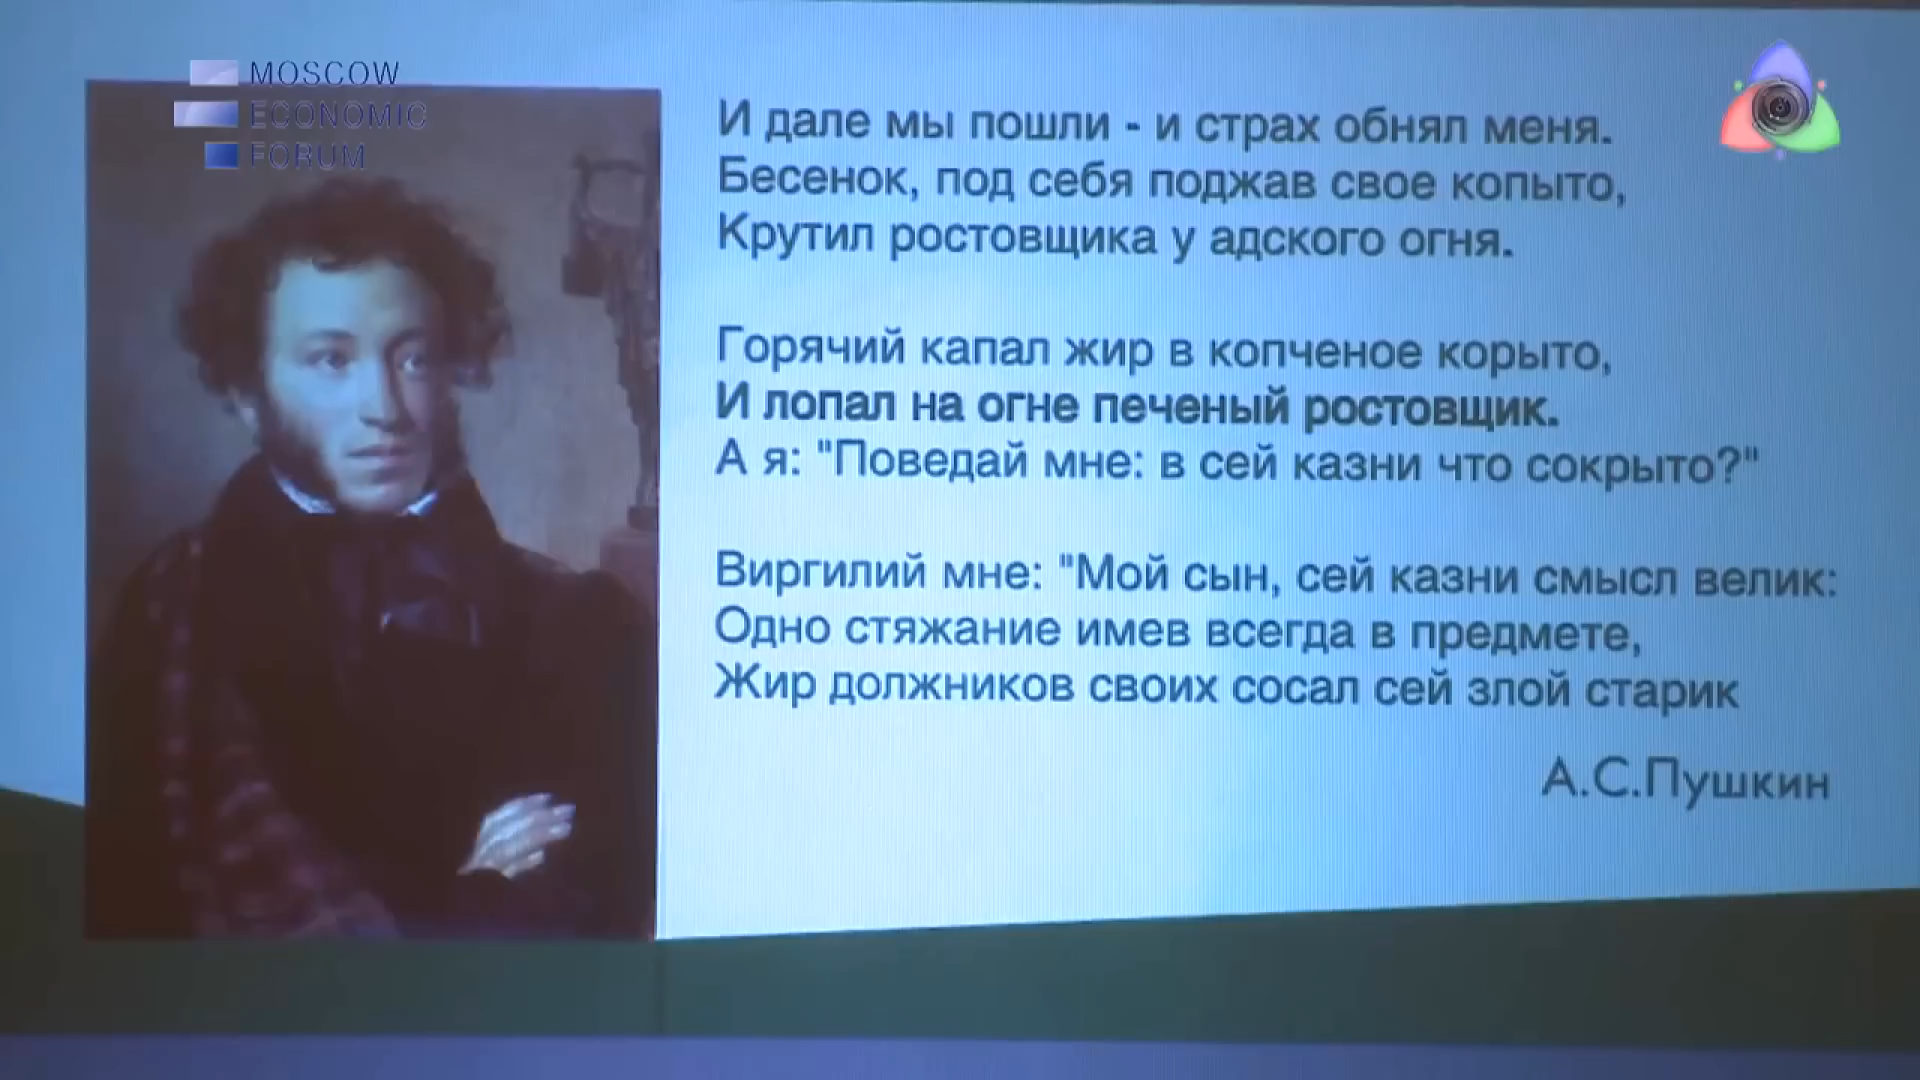 MOSCOW
ECONOMIC
FORUM
И дале мы пошли - и страх обнял меня.
Бесенок, под себя поджав свое копыто,
Крутил ростовщика у адского огня.
Горячий капал жир в копченое корыто,
И лопал на огне печеный ростовщик.
А я: "Поведай мне: в сей казни что сокрыто?"
Виргилий мне: "Мой сын, сей казни смысл велик:
Одно стяжание имев всегда в предмете,
Жир должников своих сосал сей злой старик
А.С.Пушкин